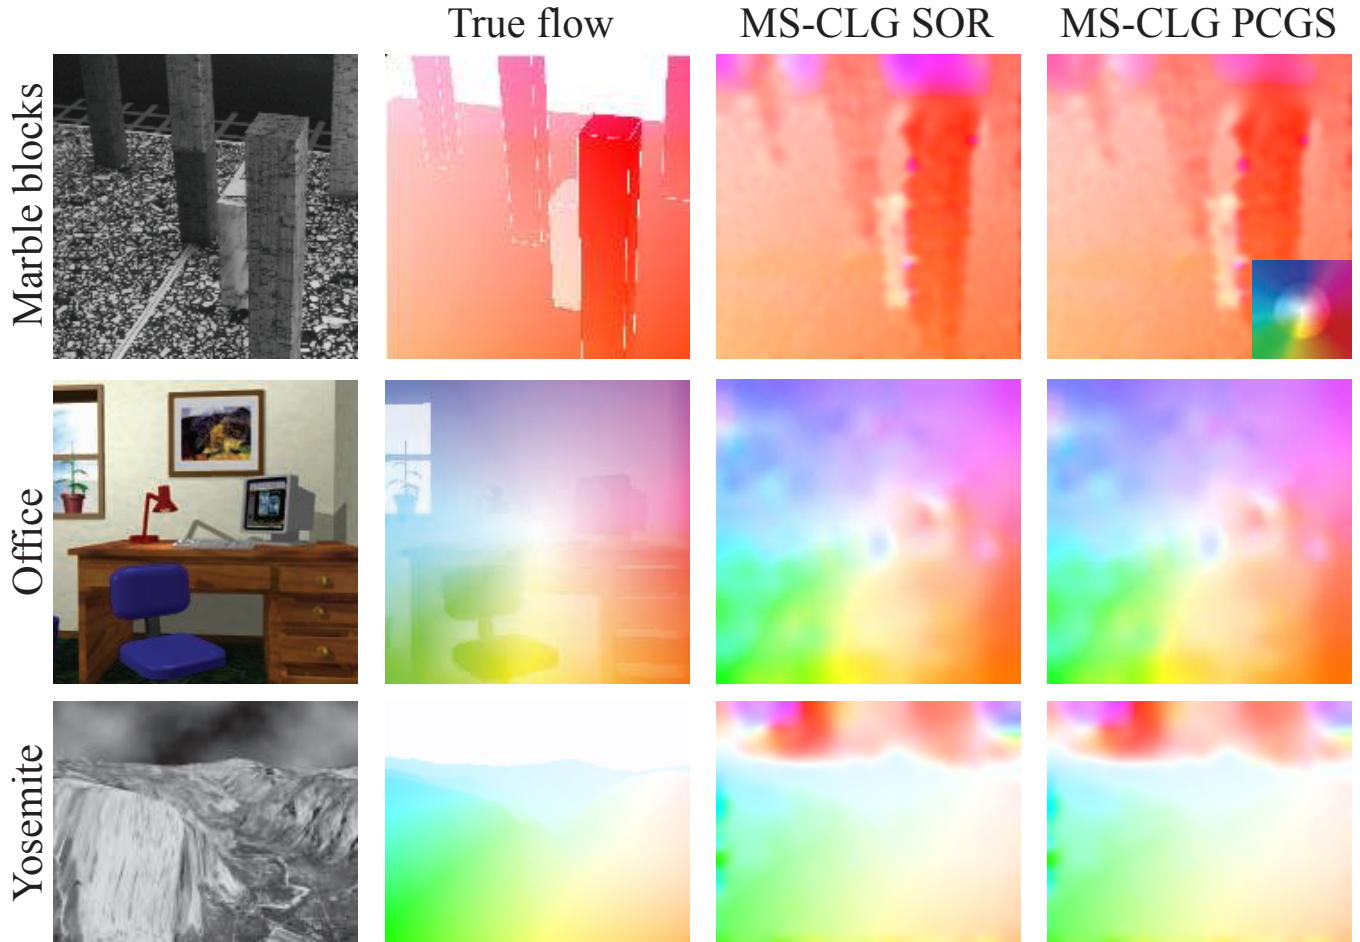 True flow
MS-CLG SOR
MS-CLG PCGS
Marble blocks
Office
Yosemite